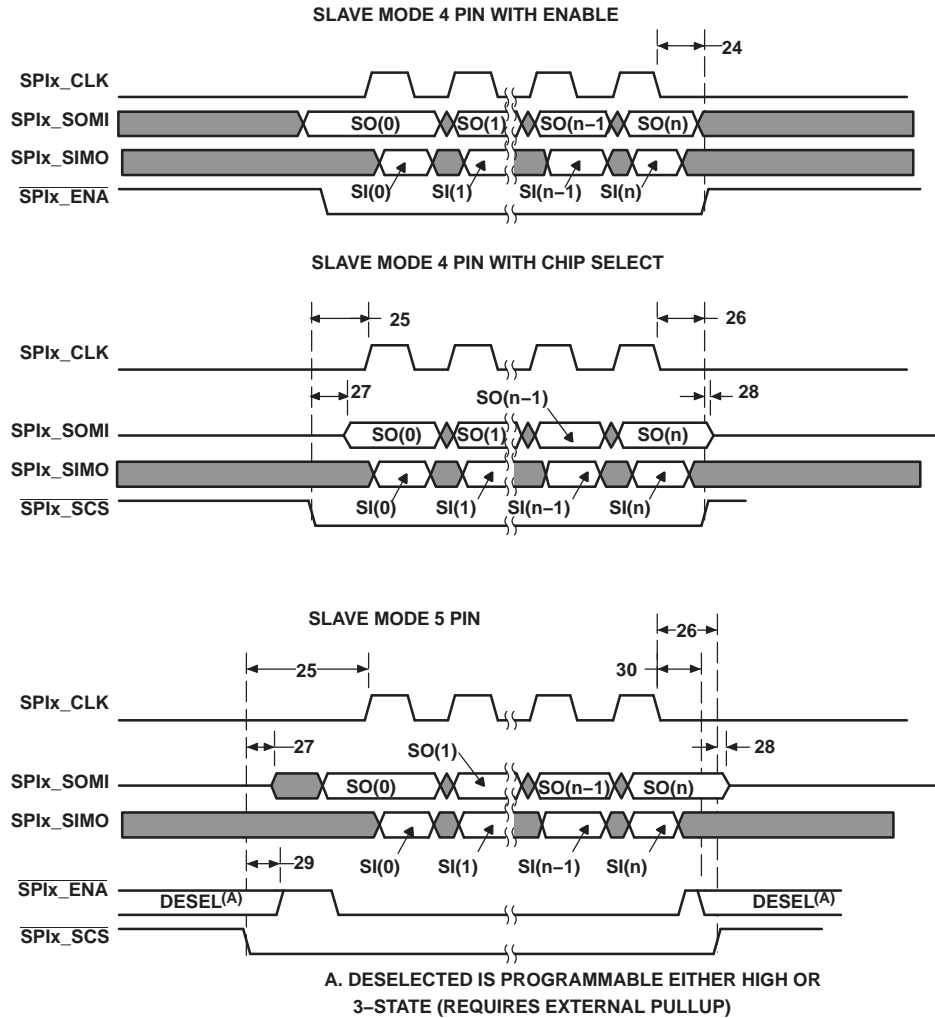 SLAVE MODE 4 PIN WITH ENABLE
24
SPIx_CLK
SPIx_SOMI
SO(0)
SO(1)
SO(n−1
SO(n)
SPIx_SIMO
SI(0)
SI(1)
SI(n−1)
SI(n)
SPIx_ENA
SLAVE MODE 4 PIN WITH CHIP SELECT
25
26
SPIx_CLK
27
SO(n−1)
28
SPIx_SOMI
SO(0)
SO(1)
SO(n)
SPIx_SIMO
SI(0)
SI(1)
SI(n−1)
SI(n)
SPIx_SCS
SLAVE MODE 5 PIN
26
25
30
SPIx_CLK
27
SO(1)
28
SPIx_SOMI
SO(0)
SO(n−1)
SO(n)
SPIx_SIMO
SI(0)
SI(1)
SI(n−1)
SI(n)
29
SPIx_ENA
DESEL(A)
DESEL(A)
SPIx_SCS
A. DESELECTED IS PROGRAMMABLE EITHER HIGH OR
3−STATE (REQUIRES EXTERNAL PULLUP)